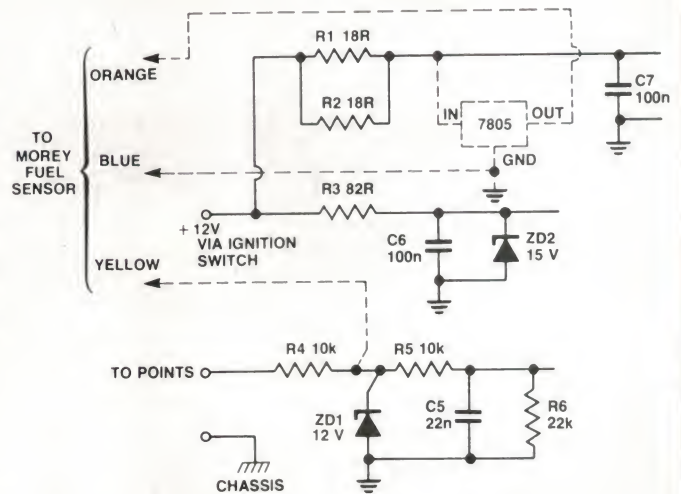 R1 18R
ORANGE
R2 18R
C7
100n
IN
7805
OUT
GND
TO
MOREY
FUEL
SENSOR
BLUE
R3 82R
+ 12V
VIA IGNITION
SWITCH
C6
100n
ZD2
15 V
YELLOW
TO POINTS
R4 10k
R5 10k
ZD1
12 V
C5
22n
R6
22k
CHASSIS